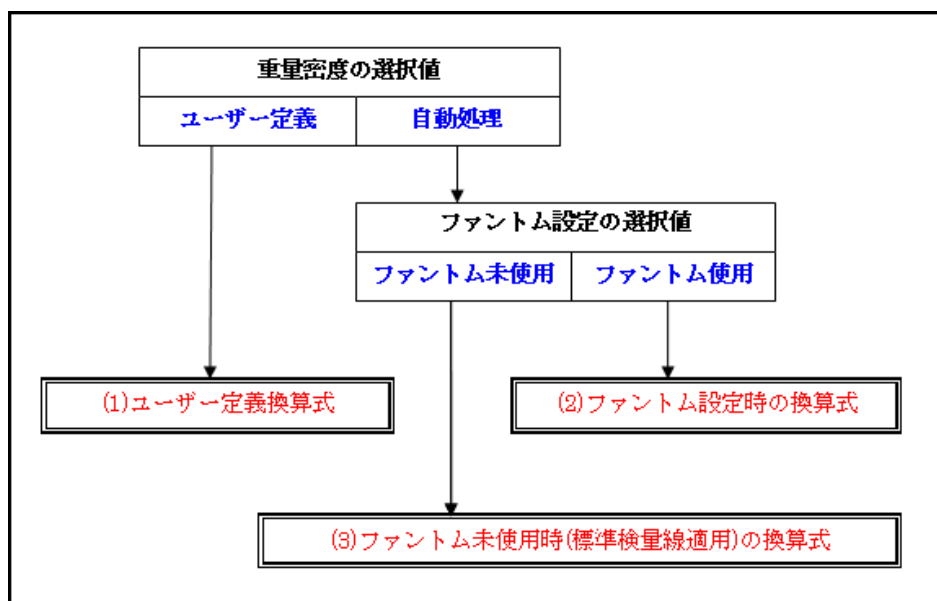 重量密度の選択値
ユーザー定義 自動処理
ファントム設定の選択値
ファントム未使用 ファントム使用
(1)ユーザー定義換算式 (2)ファントム設定時の換算式
(3)ファントム未使用時(標準検量線適用)の換算式